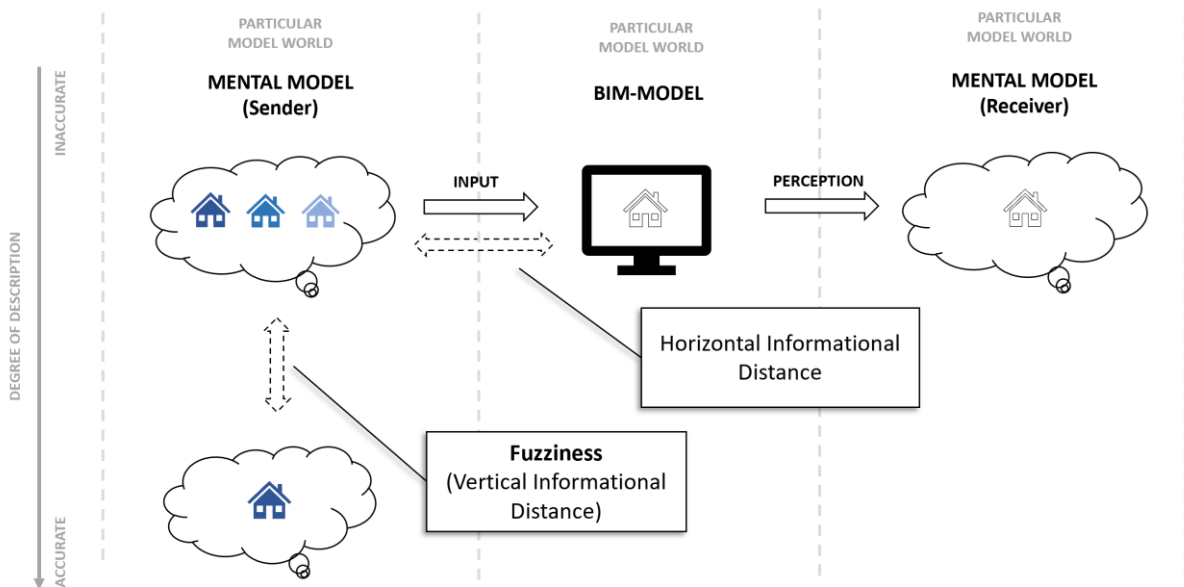 PARTICULAR
MODEL WORLD
MENTAL MODEL
(Sender)
PARTICULAR
MODEL WORLD
BIM-MODEL
PARTICULAR
MODEL WORLD
MENTAL MODEL
(Receiver)
INACCURATE
DEGREE OF DESCRIPTION
ACCURATE
INPUT
PERCEPTION
Horizontal Informational
Distance
Fuzziness
(Vertical Informational
Distance)